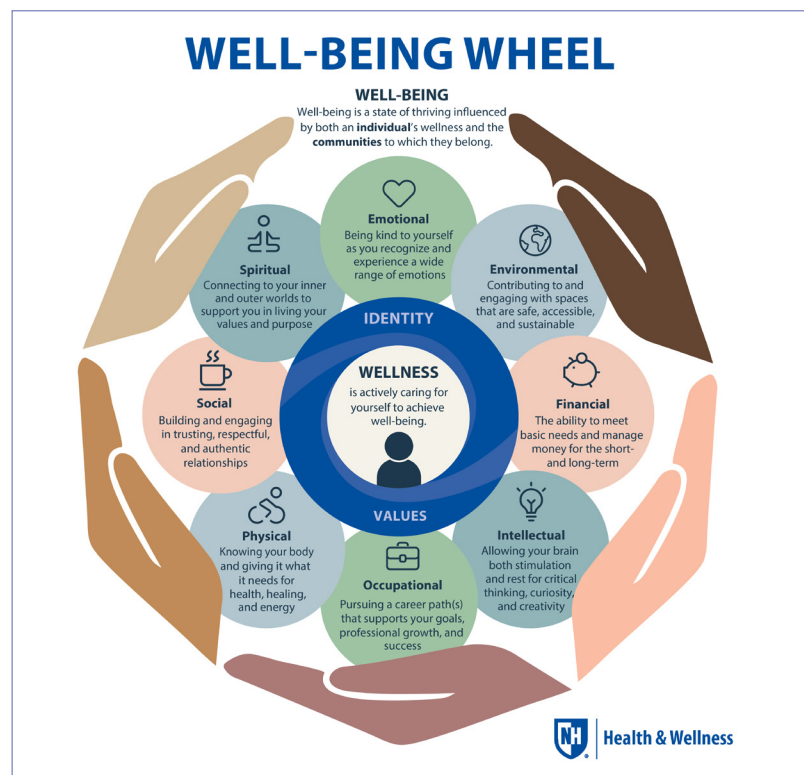 WELL-BEING WHEEL
WELL-BEING
Well-being is a state of thriving influenced
by both an individual's wellness and the
communities to which they belong.
Emotional
Being kind to yourself
as you recognize and
experience a wide
range of emotions
Spiritual
Connecting to your inner
and outer worlds to
support you in living your
values and purpose
Environmental
Contributing to and
engaging with spaces
that are safe, accessible,
and sustainable
IDENTITY
WELLNESS
is actively caring for
yourself to achieve
well-being.
VALUES
Social
Building and engaging
in trusting, respectful,
and authentic
relationships
Financial
The ability to meet
basic needs and manage
money for the short-
and long-term
Physical
Knowing your body
and giving it what
it needs for
health, healing,
and energy
Intellectual
Allowing your brain
both stimulation
and rest for critical
thinking, curiosity,
and creativity
Occupational
Pursuing a career path(s)
that supports your goals,
professional growth, and
success
NH
Health & Wellness